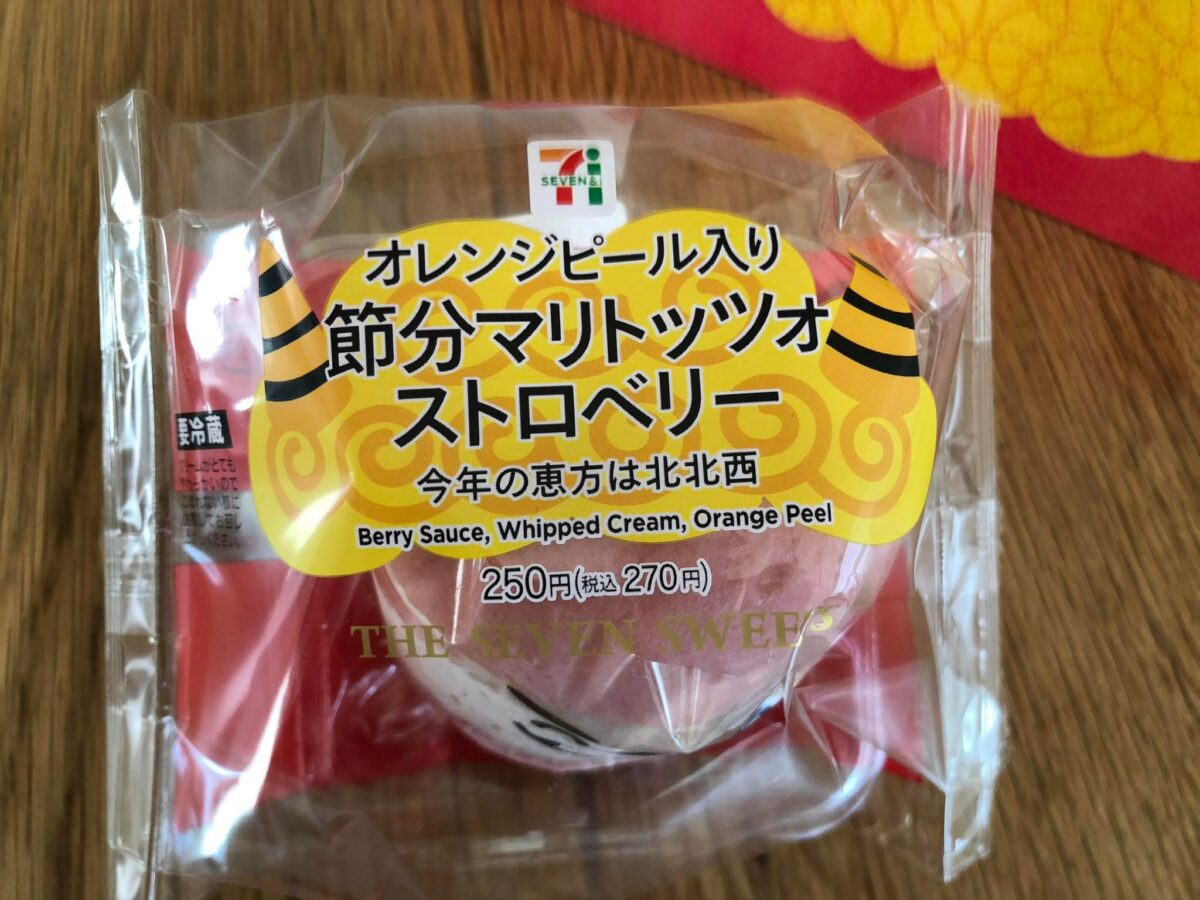 SEVEN&i
オレンジピール入り
節分マリトッツォ
ストロベリー
今年の恵方は北北西
Berry Sauce, Whipped Cream, Orange Peel
250円(税込270円)
THE SEVEN SWEETS
要冷蔵